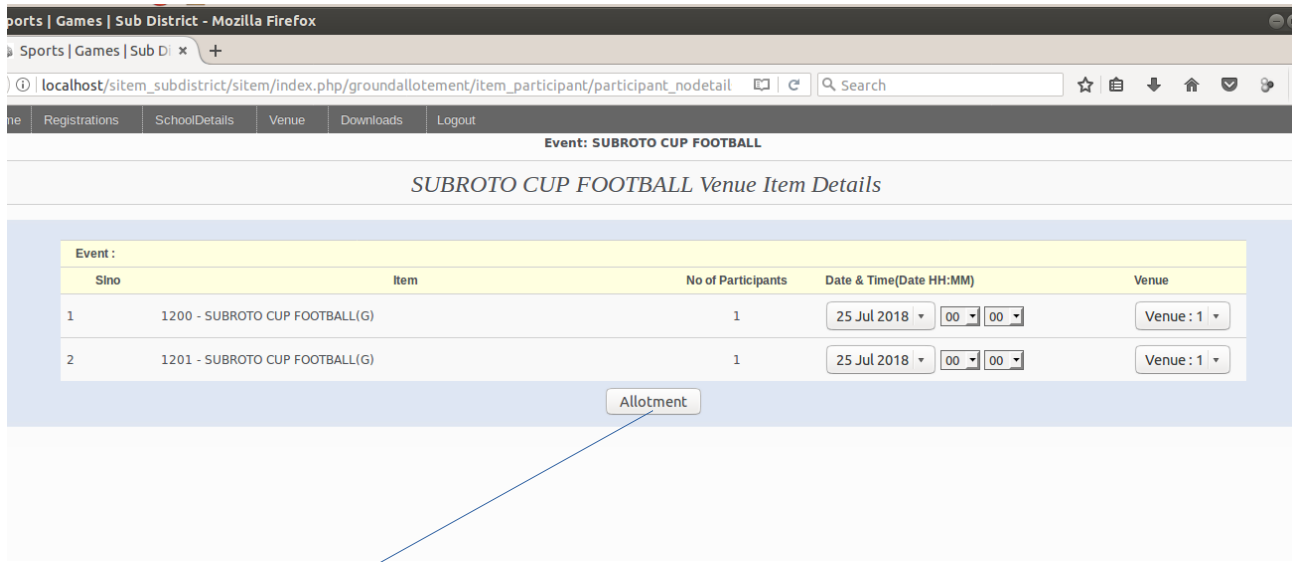 ports | Games | Sub District - Mozilla Firefox
Sports | Games | Sub Di × +
localhost/sitem_subdistrict/sitem/index.php/groundallotement/item_participant/participant_nodetail Search
me Registrations SchoolDetails Venue Downloads Logout
Event: SUBROTO CUP FOOTBALL
SUBROTO CUP FOOTBALL Venue Item Details
Event :
Slno Item No of Participants Date & Time(Date HH:MM) Venue
1 1200 - SUBROTO CUP FOOTBALL(G) 1 25 Jul 2018 00 00 Venue : 1
2 1201 - SUBROTO CUP FOOTBALL(G) 1 25 Jul 2018 00 00 Venue : 1
Allotment